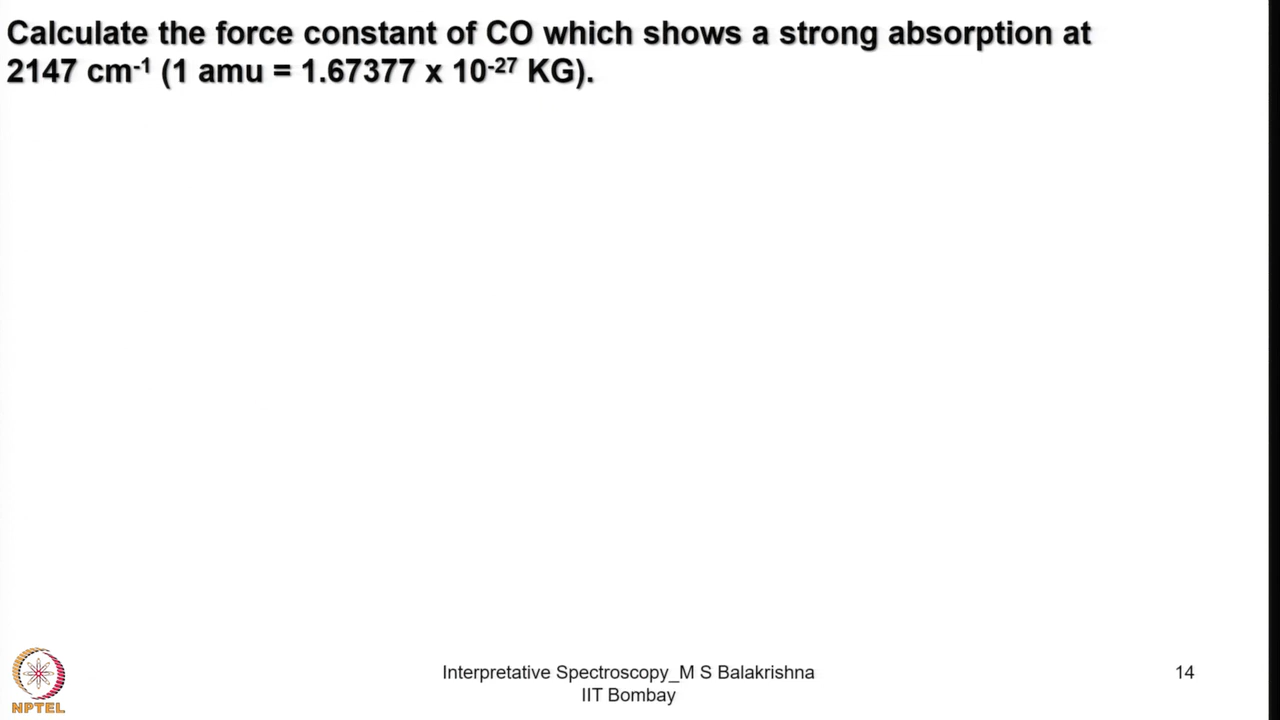 Calculate the force constant of CO which shows a strong absorption at
2147 cm⁻¹ (1 amu = 1.67377 x 10⁻²⁷ KG).
Interpretative Spectroscopy_M S Balakrishna
IIT Bombay
14
NPTEL